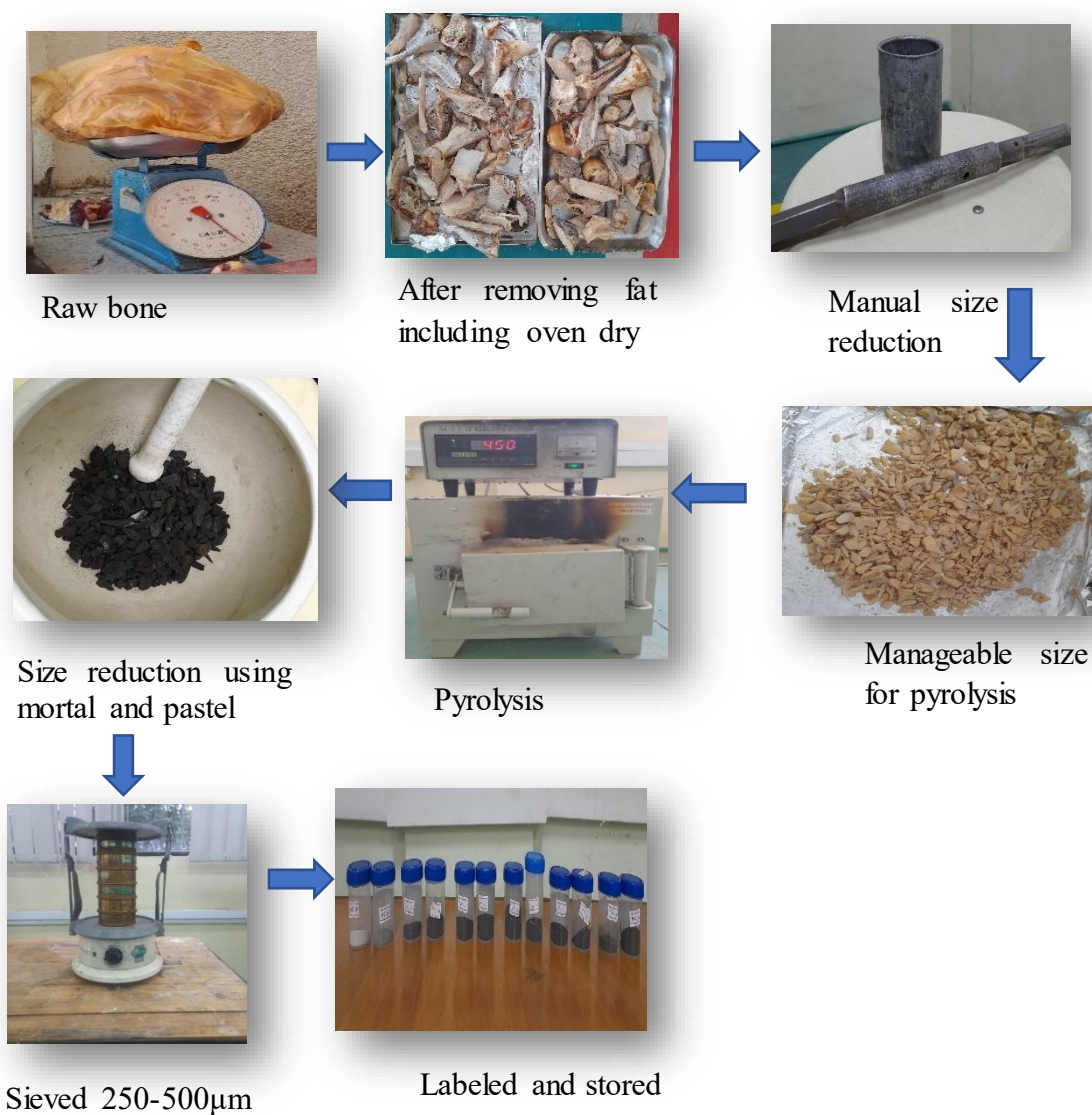 Raw bone
After removing fat
including oven dry
Manual size
reduction
Manageable size
for pyrolysis
450
Pyrolysis
Size reduction using
mortal and pastel
Sieved 250-500µm
Labeled and stored